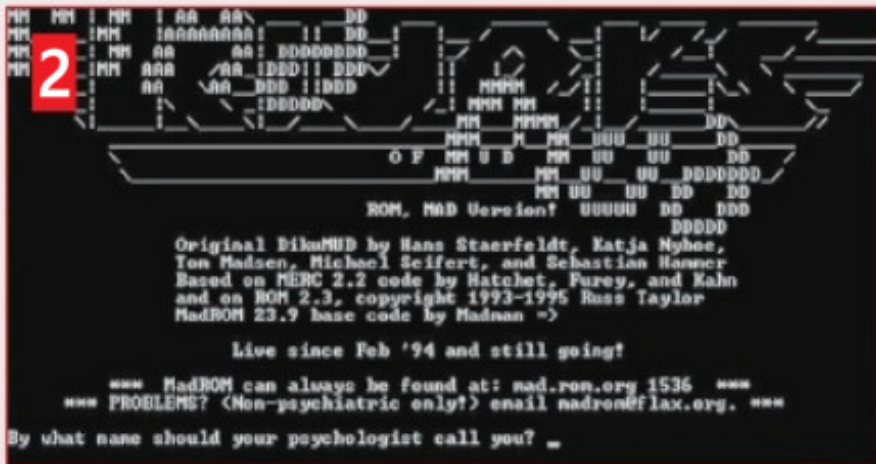 2
O F M U D
ROM, MAD Version!
Original DikuMUD by Hans Staerfeldt, Katja Nyboe,
Tom Madsen, Michael Seifert, and Sebastian Hammer
Based on MERC 2.2 code by Hatchet, Furey, and Kahn
and on ROM 2.3, copyright 1993-1995 Russ Taylor
MadROM 23.9 base code by Madman =>
Live since Feb '94 and still going!
*** MadROM can always be found at: mad.rom.org 1536 ***
*** PROBLEMS? (Non-psychiatric only!) email madrom@flax.org. ***
By what name should your psychologist call you? _